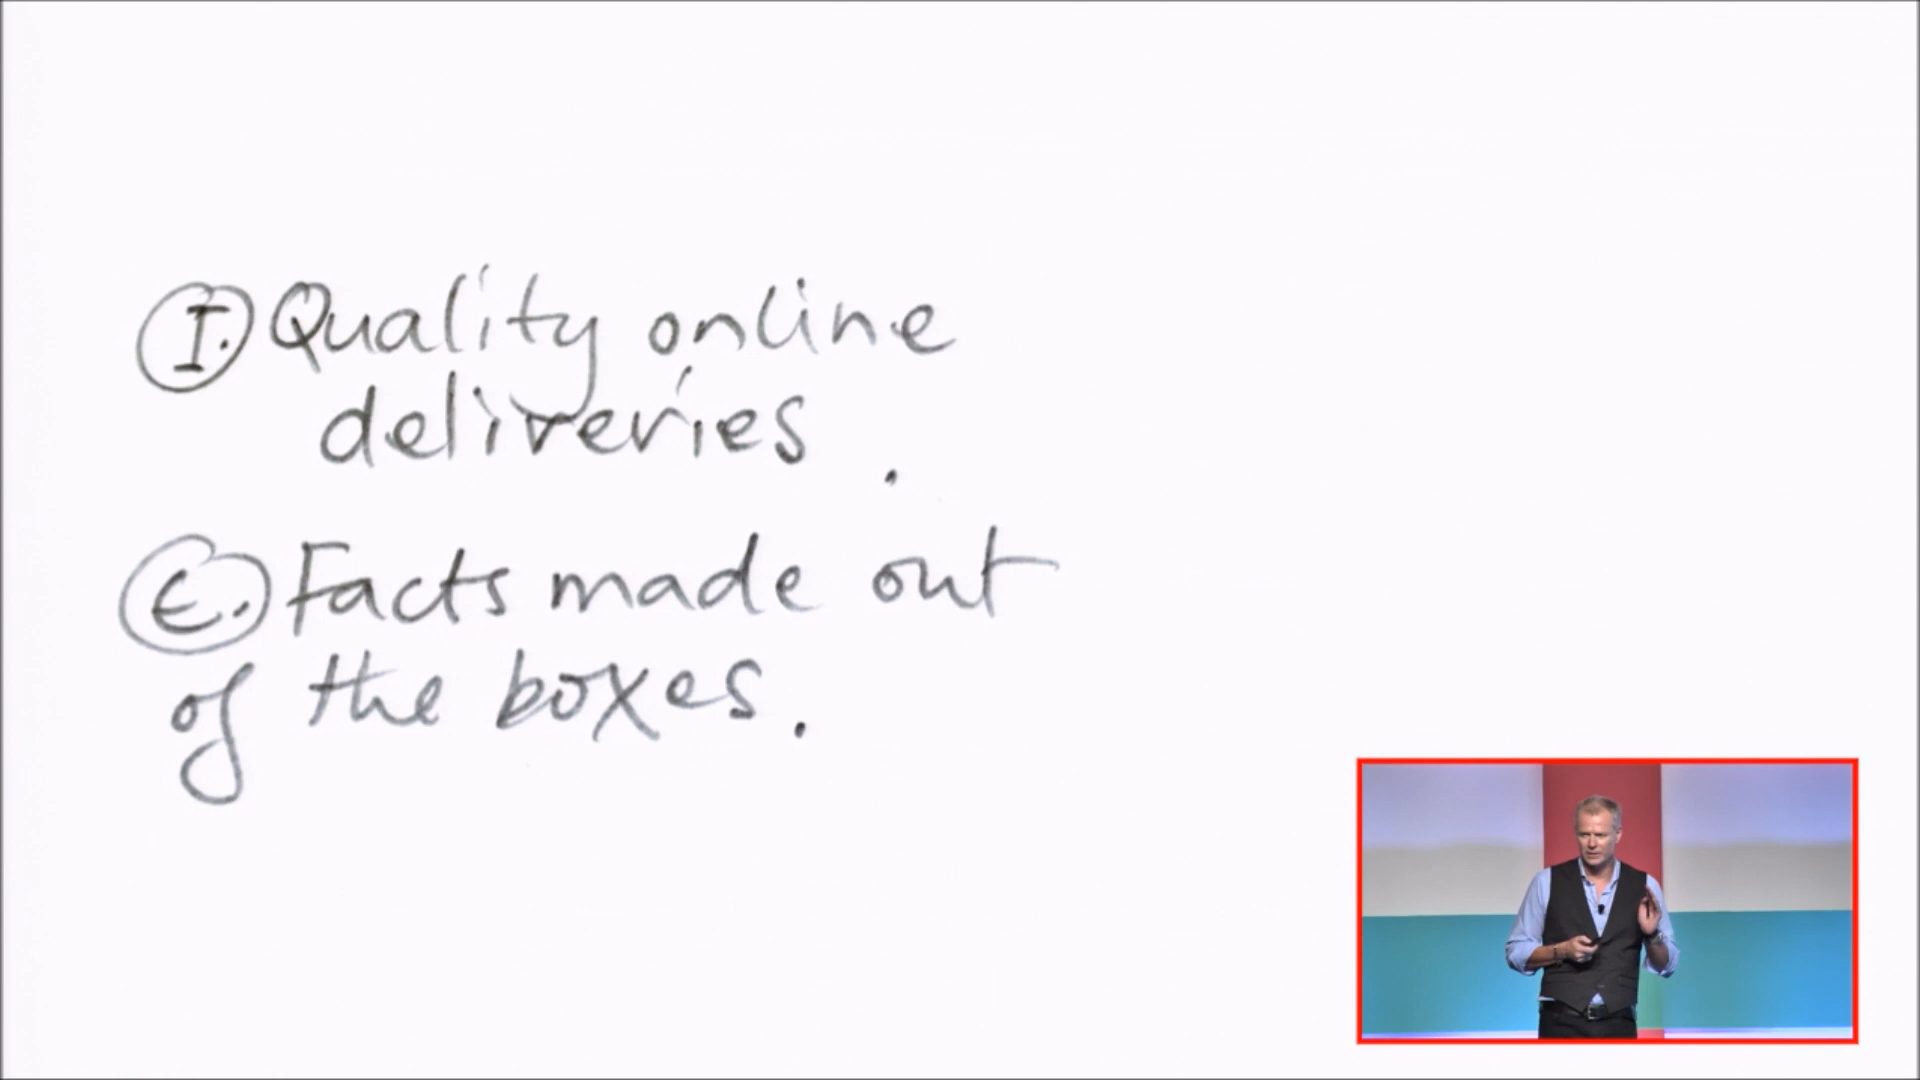 I. Quality online
deliveries.
E. Facts made out
of the boxes.